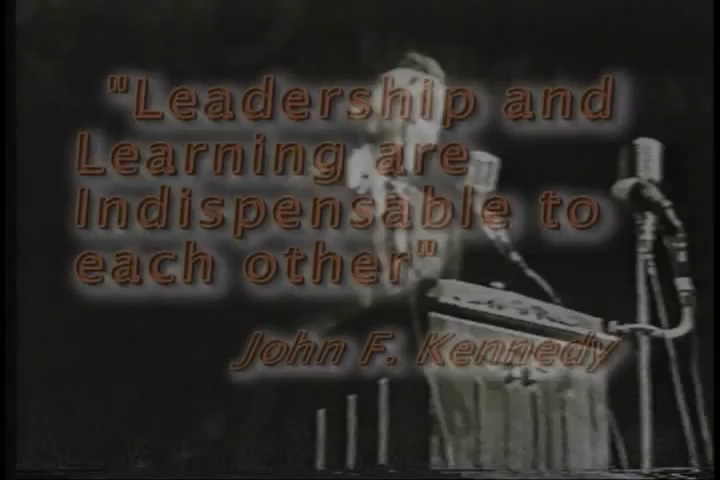 "Leadership and
Learning are
Indispensable to
each other"
John F. Kennedy